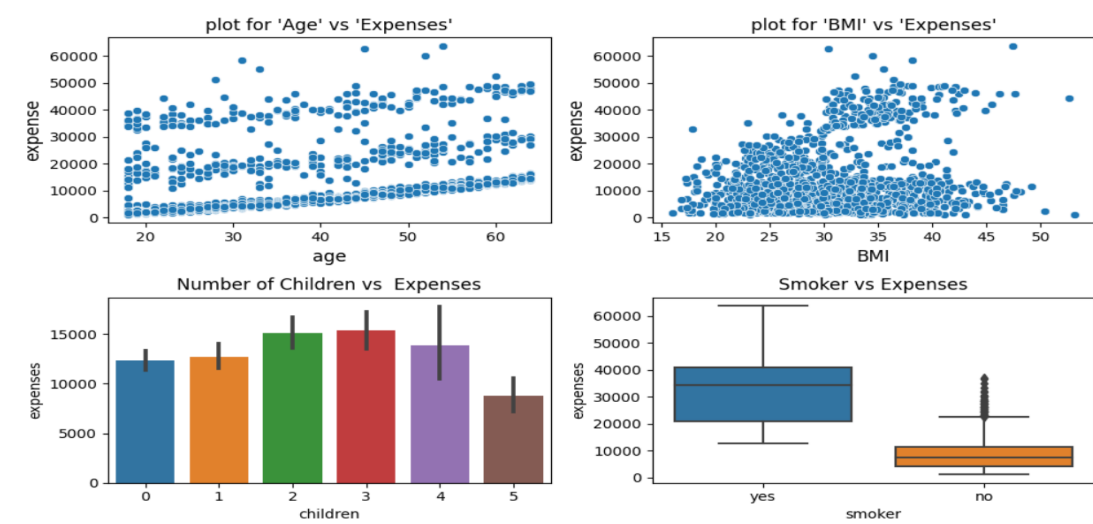 plot for 'Age' vs 'Expenses'
60000
50000
40000
30000
20000
10000
0
expense
20 30 40 50 60
age
plot for 'BMI' vs 'Expenses'
60000
50000
40000
30000
20000
10000
0
expense
15 20 25 30 35 40 45 50
BMI
Number of Children vs Expenses
15000
10000
5000
0
expenses
0 1 2 3 4 5
children
Smoker vs Expenses
60000
50000
40000
30000
20000
10000
0
expenses
yes no
smoker